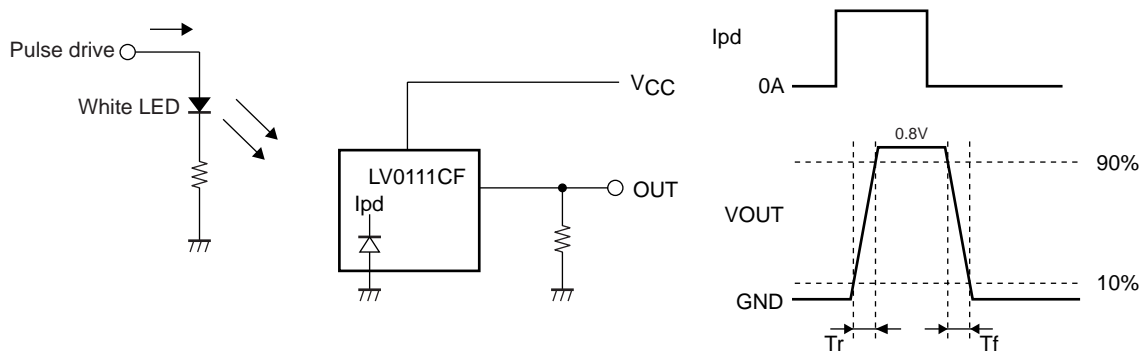 Pulse drive
White LED
VCC
LV0111CF
Ipd
OUT
Ipd
0A
0.8V
90%
VOUT
10%
GND
Tr
Tf